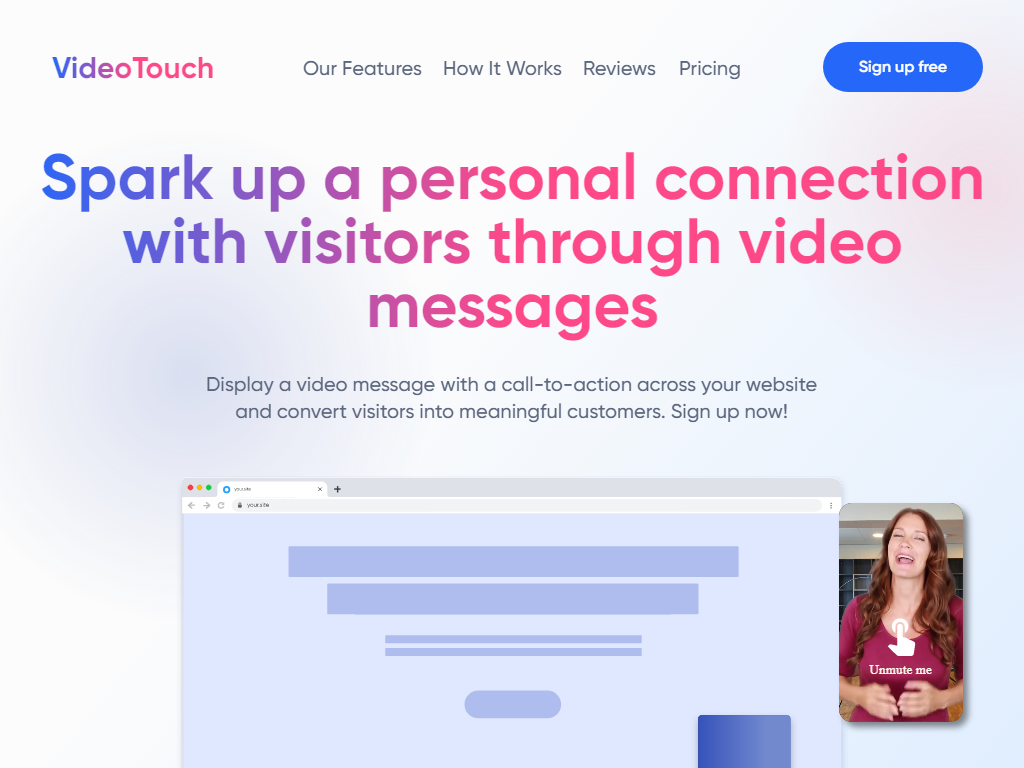 VideoTouch
Our Features
How It Works
Reviews
Pricing
Sign up free
Spark up a personal connection
with visitors through video
messages
Display a video message with a call-to-action across your website
and convert visitors into meaningful customers. Sign up now!
your.site
your.site
Unmute me